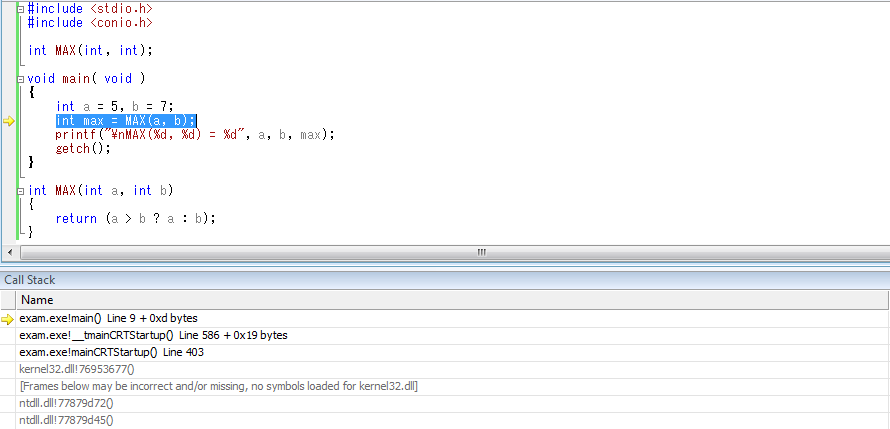 #include <stdio.h>
#include <conio.h>
int MAX(int, int);
void main( void )
{
int a = 5, b = 7;
int max = MAX(a, b);
printf("¥nMAX(%d, %d) = %d", a, b, max);
getch();
}
int MAX(int a, int b)
{
return (a > b ? a : b);
}
Call Stack
Name
exam.exe!main() Line 9 + 0xd bytes
exam.exe!__tmainCRTStartup() Line 586 + 0x19 bytes
exam.exe!mainCRTStartup() Line 403
kernel32.dll!76953677()
[Frames below may be incorrect and/or missing, no symbols loaded for kernel32.dll]
ntdll.dll!77879d72()
ntdll.dll!77879d45()